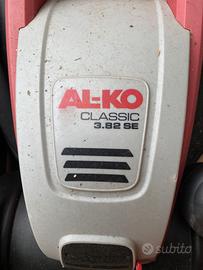 AL-KO
CLASSIC
3.82 SE
subito